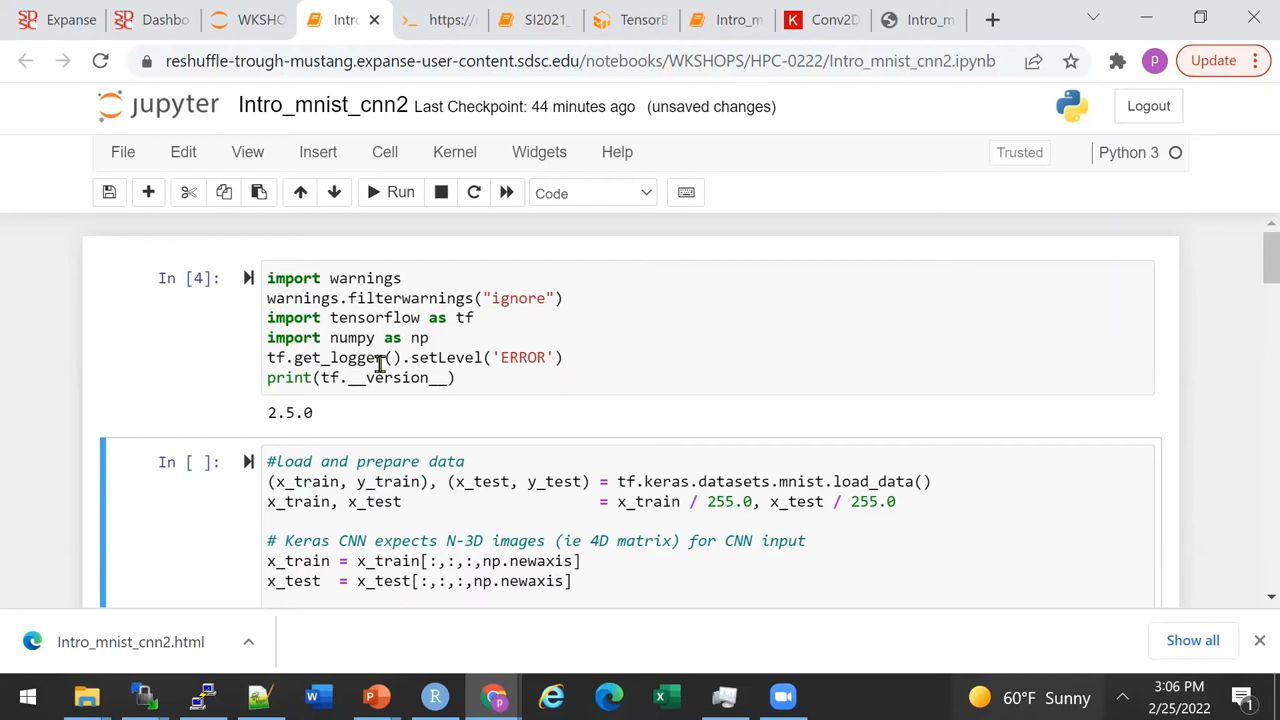 Expanse
Dashbo
WKSHO
Intro
https://
SI2021_
TensorB
Intro_m
Conv2D
Intro_m
reshuffle-trough-mustang.expanse-user-content.sdsc.edu/notebooks/WKSHOPS/HPC-0222/Intro_mnist_cnn2.ipynb
P
Update
jupyter Intro_mnist_cnn2 Last Checkpoint: 44 minutes ago (unsaved changes)
Logout
File Edit View Insert Cell Kernel Widgets Help
Trusted
Python 3
Run
Code
In [4]:
import warnings
warnings.filterwarnings("ignore")
import tensorflow as tf
import numpy as np
tf.get_logger().setLevel('ERROR')
print(tf.__version__)
2.5.0
In [ ]:
#load and prepare data
(x_train, y_train), (x_test, y_test) = tf.keras.datasets.mnist.load_data()
x_train, x_test = x_train / 255.0, x_test / 255.0
# Keras CNN expects N-3D images (ie 4D matrix) for CNN input
x_train = x_train[:,:,:,np.newaxis]
x_test = x_test[:,:,:,np.newaxis]
Intro_mnist_cnn2.html
Show all
60°F Sunny
3:06 PM
2/25/2022
1